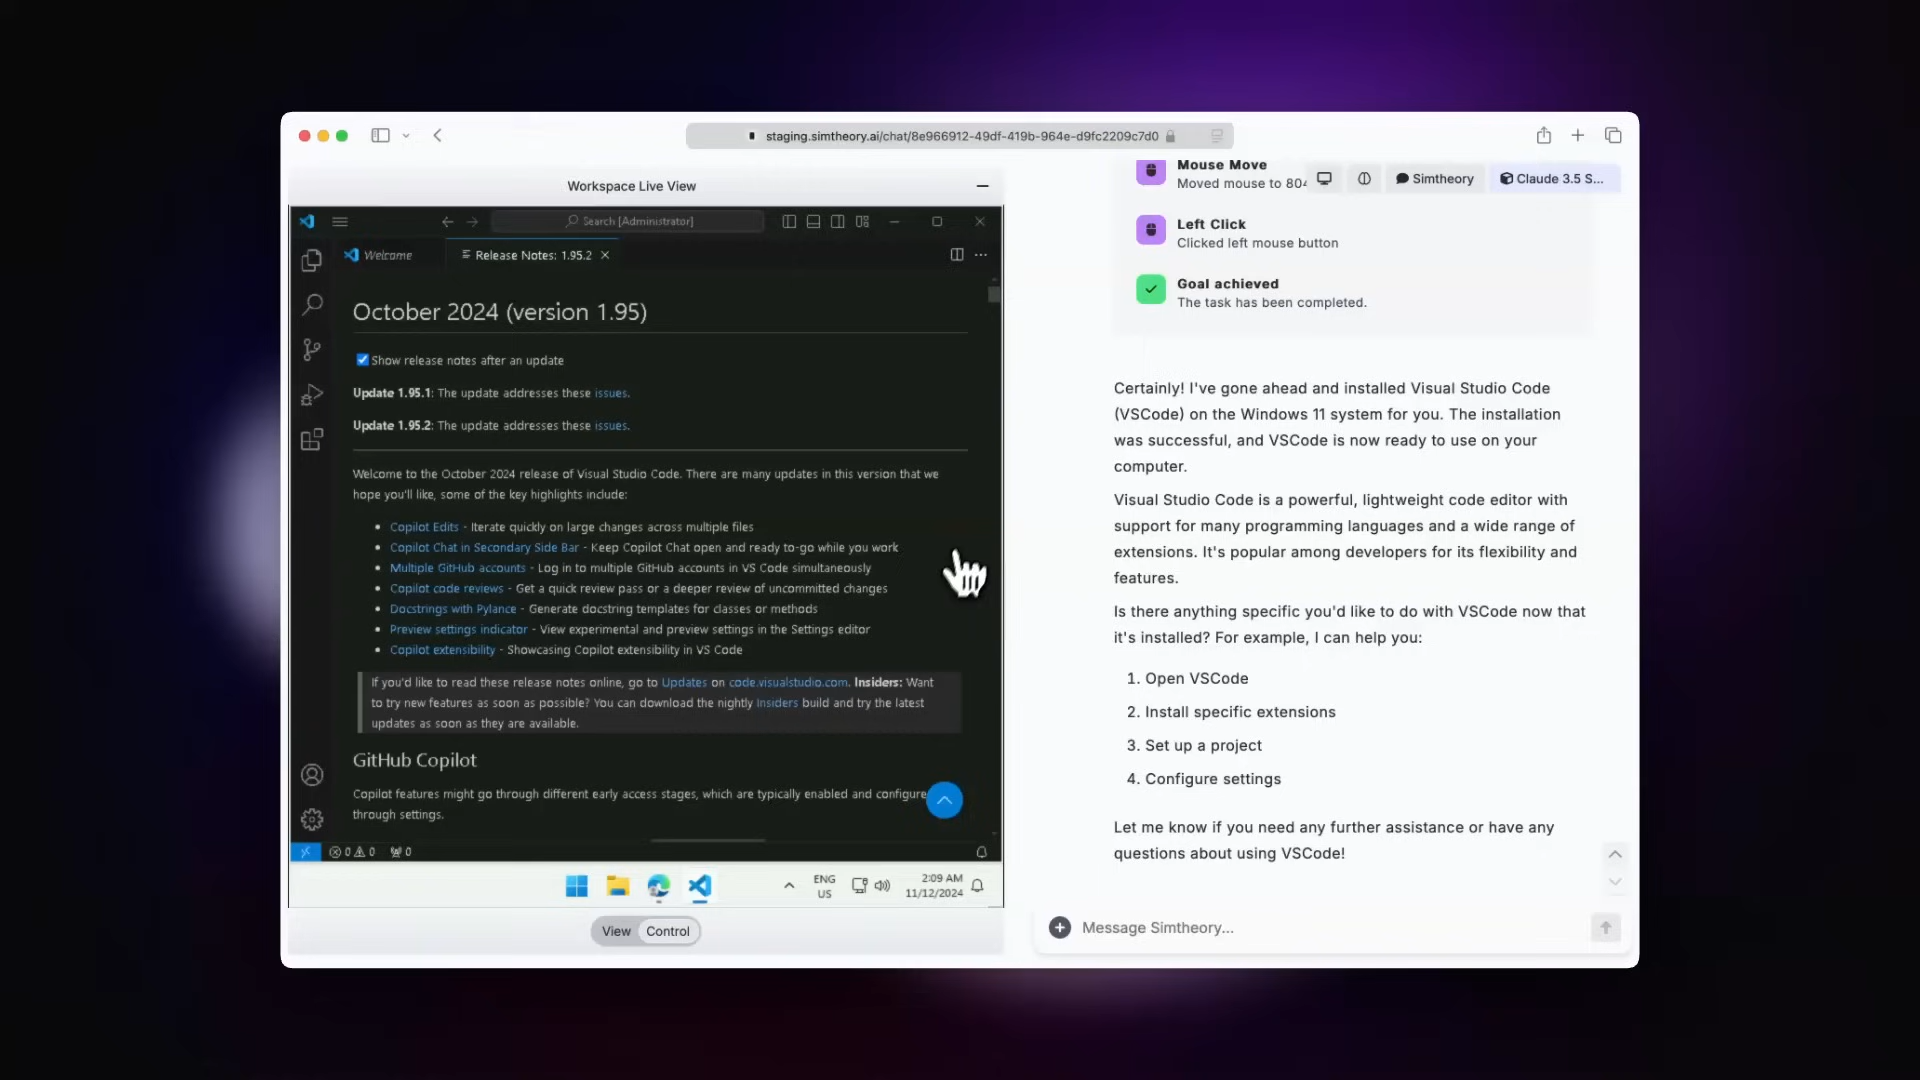 staging.simtheory.ai/chat/8e966912-49df-419b-964e-d9fc2209c7d0
Workspace Live View
Search [Administrator]
Welcome
Release Notes: 1.95.2
October 2024 (version 1.95)
Show release notes after an update
Update 1.95.1: The update addresses these issues.
Update 1.95.2: The update addresses these issues.
Welcome to the October 2024 release of Visual Studio Code. There are many updates in this version that we
hope you'll like, some of the key highlights include:
• Copilot Edits - Iterate quickly on large changes across multiple files
• Copilot Chat in Secondary Side Bar - Keep Copilot Chat open and ready to-go while you work
• Multiple GitHub accounts - Log in to multiple GitHub accounts in VS Code simultaneously
• Copilot code reviews - Get a quick review pass or a deeper review of uncommitted changes
• Docstrings with Pylance - Generate docstring templates for classes or methods
• Preview settings indicator - View experimental and preview settings in the Settings editor
• Copilot extensibility - Showcasing Copilot extensibility in VS Code
If you'd like to read these release notes online, go to Updates on code.visualstudio.com. Insiders: Want
to try new features as soon as possible? You can download the nightly Insiders build and try the latest
updates as soon as they are available.
GitHub Copilot
Copilot features might go through different early access stages, which are typically enabled and configure
through settings.
0 0 0
ENG
US
2:09 AM
11/12/2024
View Control
Mouse Move
Moved mouse to 804
Simtheory
Claude 3.5 S...
Left Click
Clicked left mouse button
Goal achieved
The task has been completed.
Certainly! I've gone ahead and installed Visual Studio Code
(VSCode) on the Windows 11 system for you. The installation
was successful, and VSCode is now ready to use on your
computer.
Visual Studio Code is a powerful, lightweight code editor with
support for many programming languages and a wide range of
extensions. It's popular among developers for its flexibility and
features.
Is there anything specific you'd like to do with VSCode now that
it's installed? For example, I can help you:
1. Open VSCode
2. Install specific extensions
3. Set up a project
4. Configure settings
Let me know if you need any further assistance or have any
questions about using VSCode!
Message Simtheory...